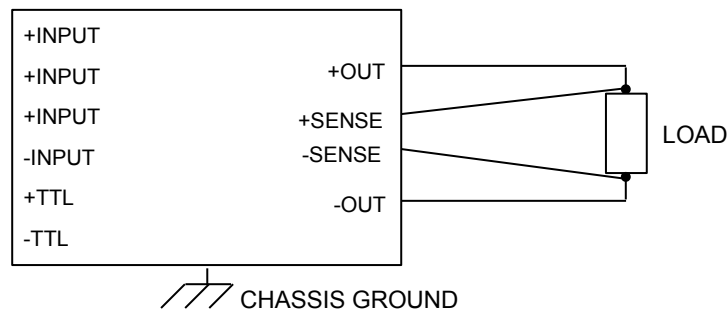 +INPUT
+INPUT
+INPUT
-INPUT
+TTL
-TTL
+OUT
+SENSE
-SENSE
-OUT
LOAD
CHASSIS GROUND